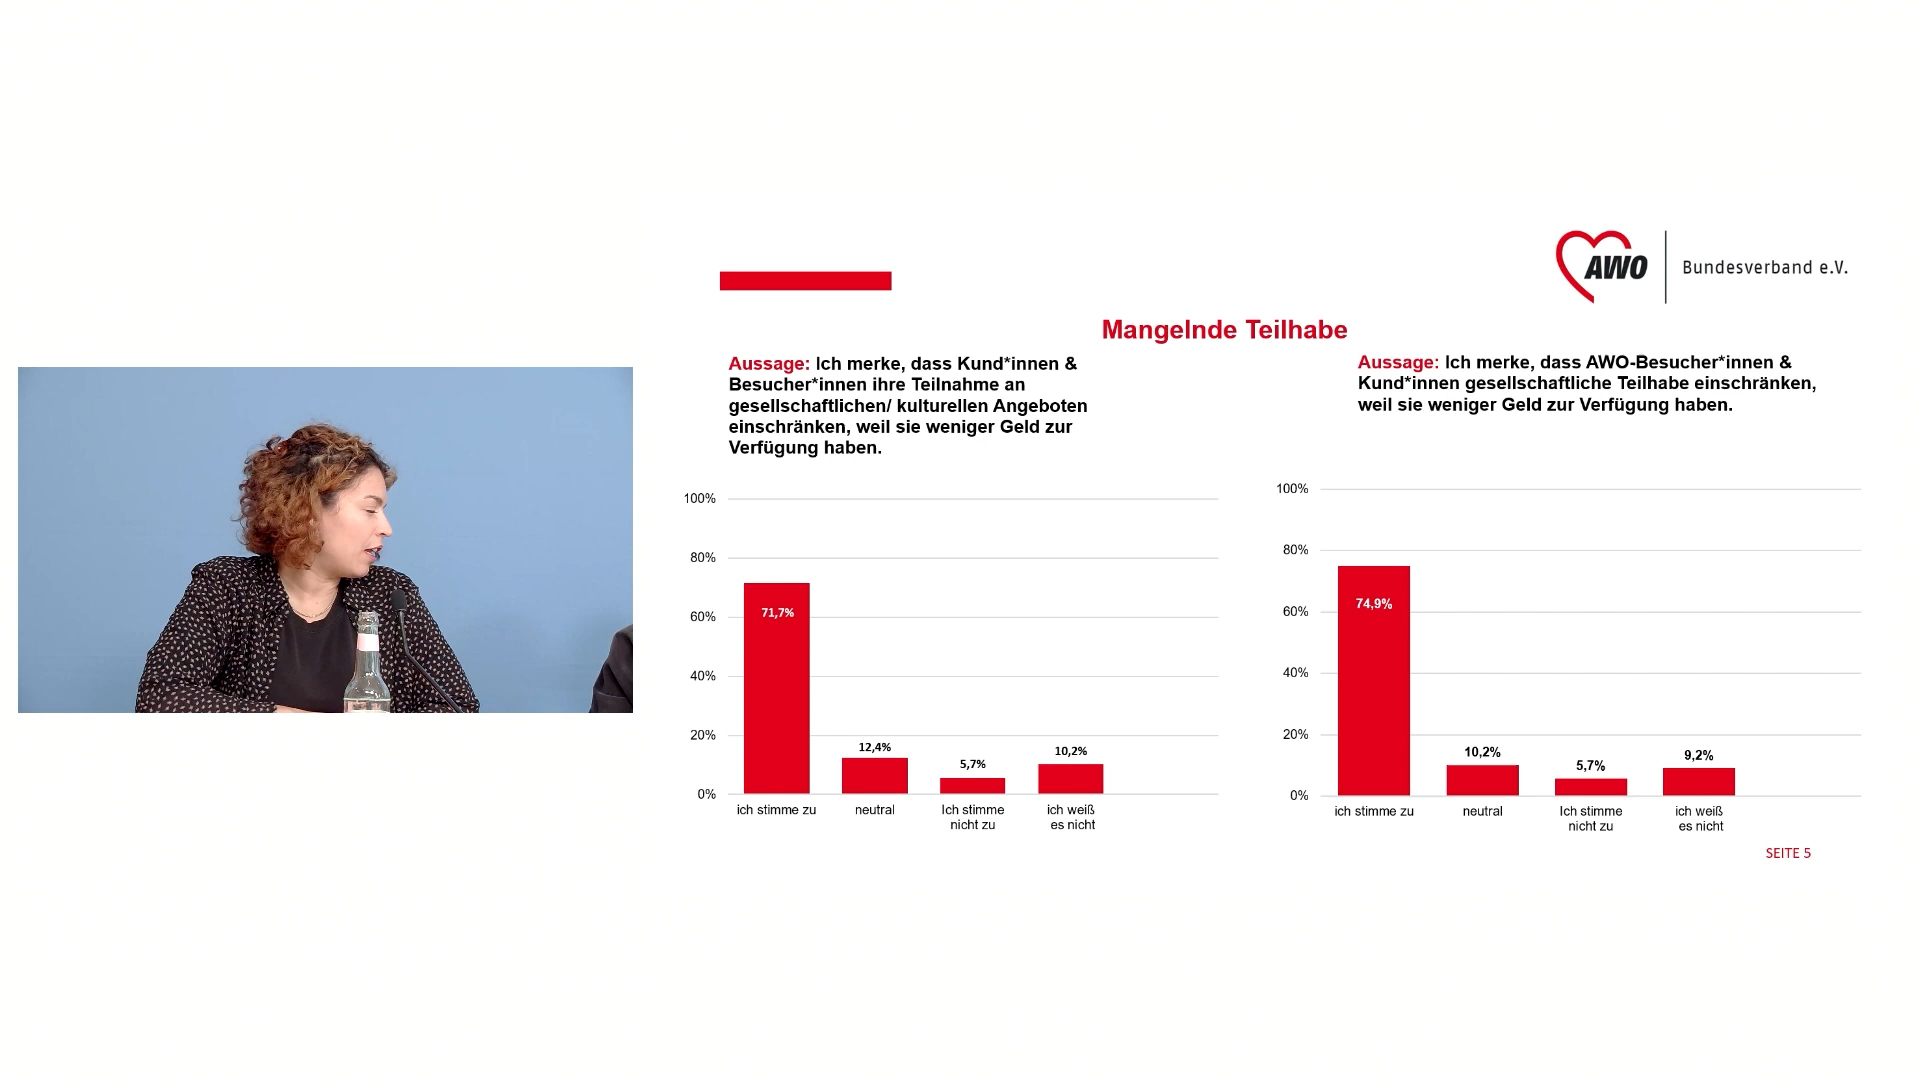 AWO
Bundesverband e.V.
Mangelnde Teilhabe
Aussage: Ich merke, dass Kund*innen &
Besucher*innen ihre Teilnahme an
gesellschaftlichen/ kulturellen Angeboten
einschränken, weil sie weniger Geld zur
Verfügung haben.
100%
80%
60%
40%
20%
0%
71,7%
12,4%
5,7%
10,2%
ich stimme zu
neutral
Ich stimme
nicht zu
ich weiß
es nicht
Aussage: Ich merke, dass AWO-Besucher*innen &
Kund*innen gesellschaftliche Teilhabe einschränken,
weil sie weniger Geld zur Verfügung haben.
100%
80%
60%
40%
20%
0%
74,9%
10,2%
5,7%
9,2%
ich stimme zu
neutral
Ich stimme
nicht zu
ich weiß
es nicht
SEITE 5